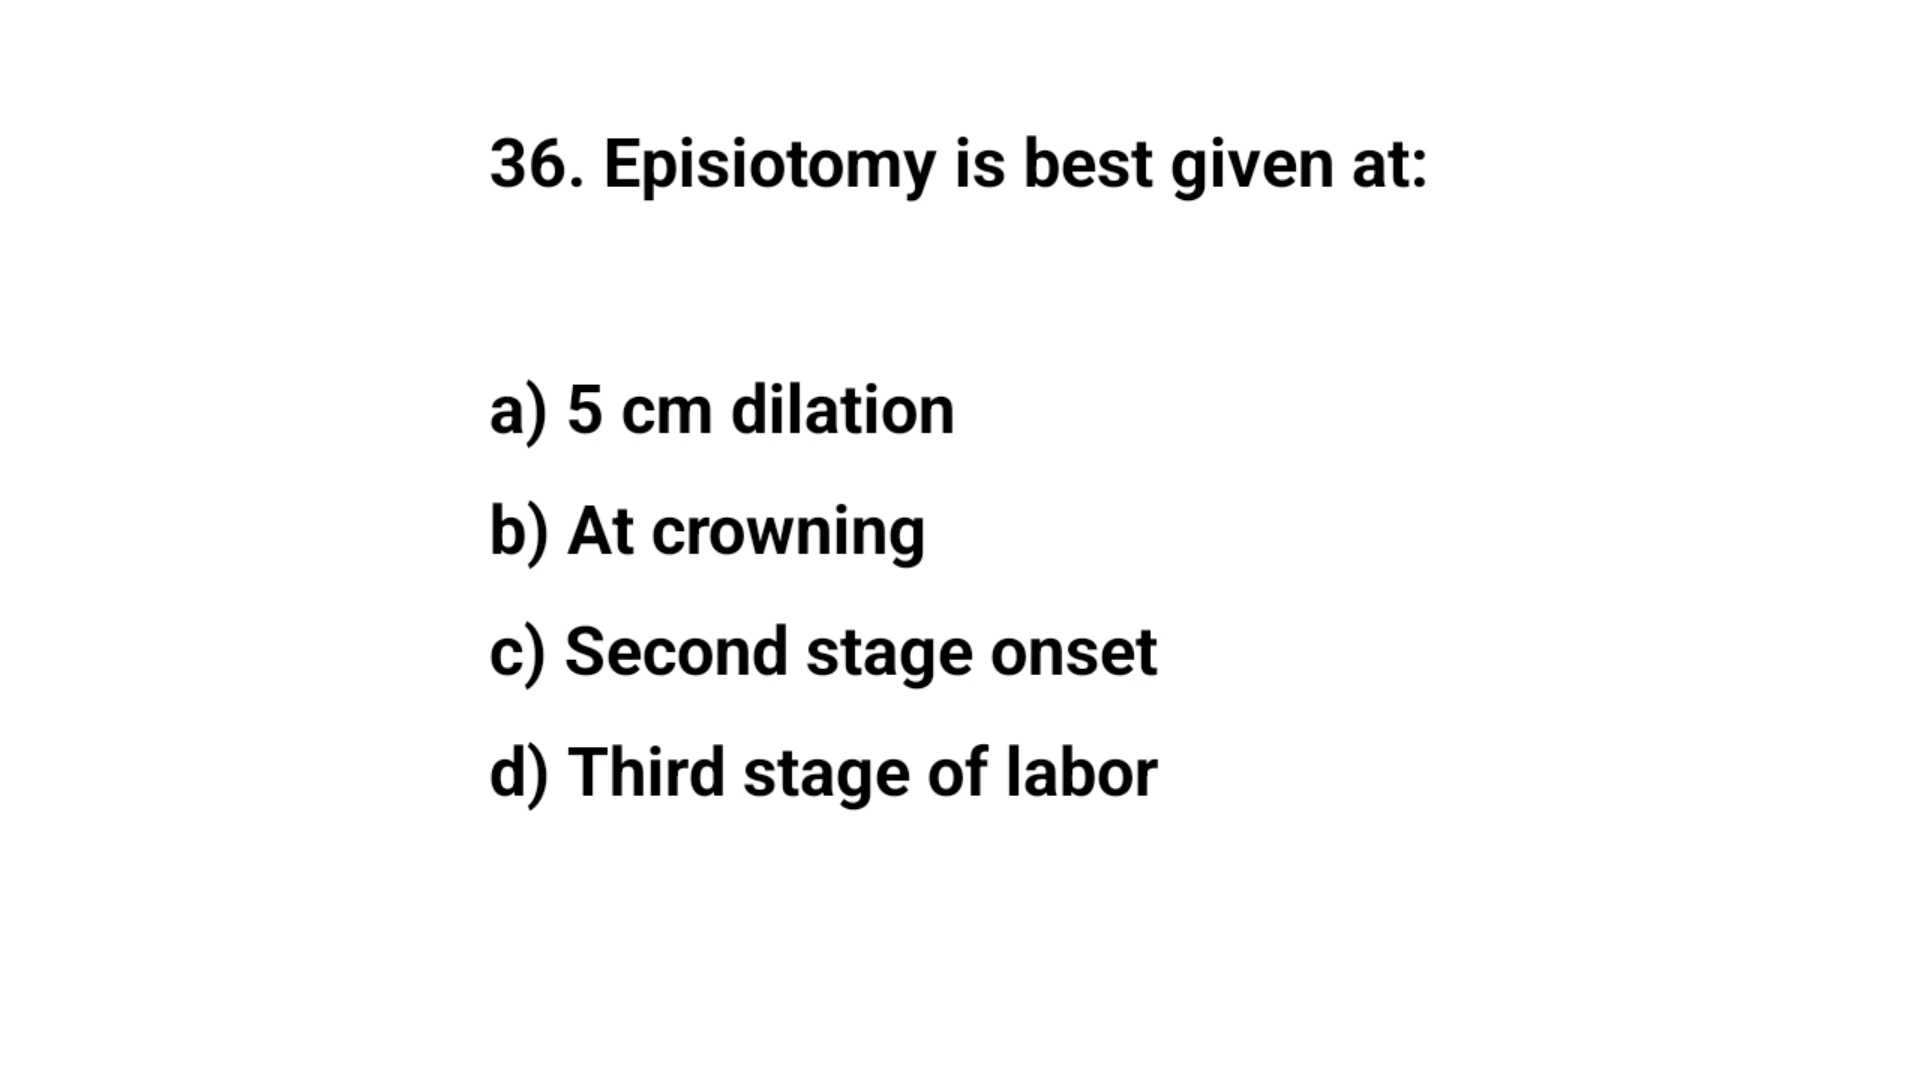 36. Episiotomy is best given at:
a) 5 cm dilation
b) At crowning
c) Second stage onset
d) Third stage of labor